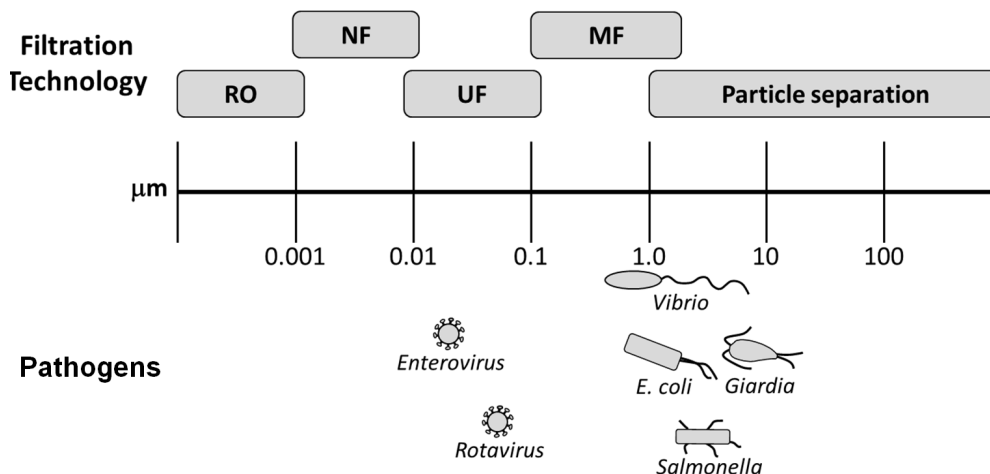 Filtration
Technology
NF
MF
RO
UF
Particle separation
μm
0.001
0.01
0.1
1.0
10
100
Vibrio
Pathogens
Enterovirus
E. coli
Giardia
Rotavirus
Salmonella